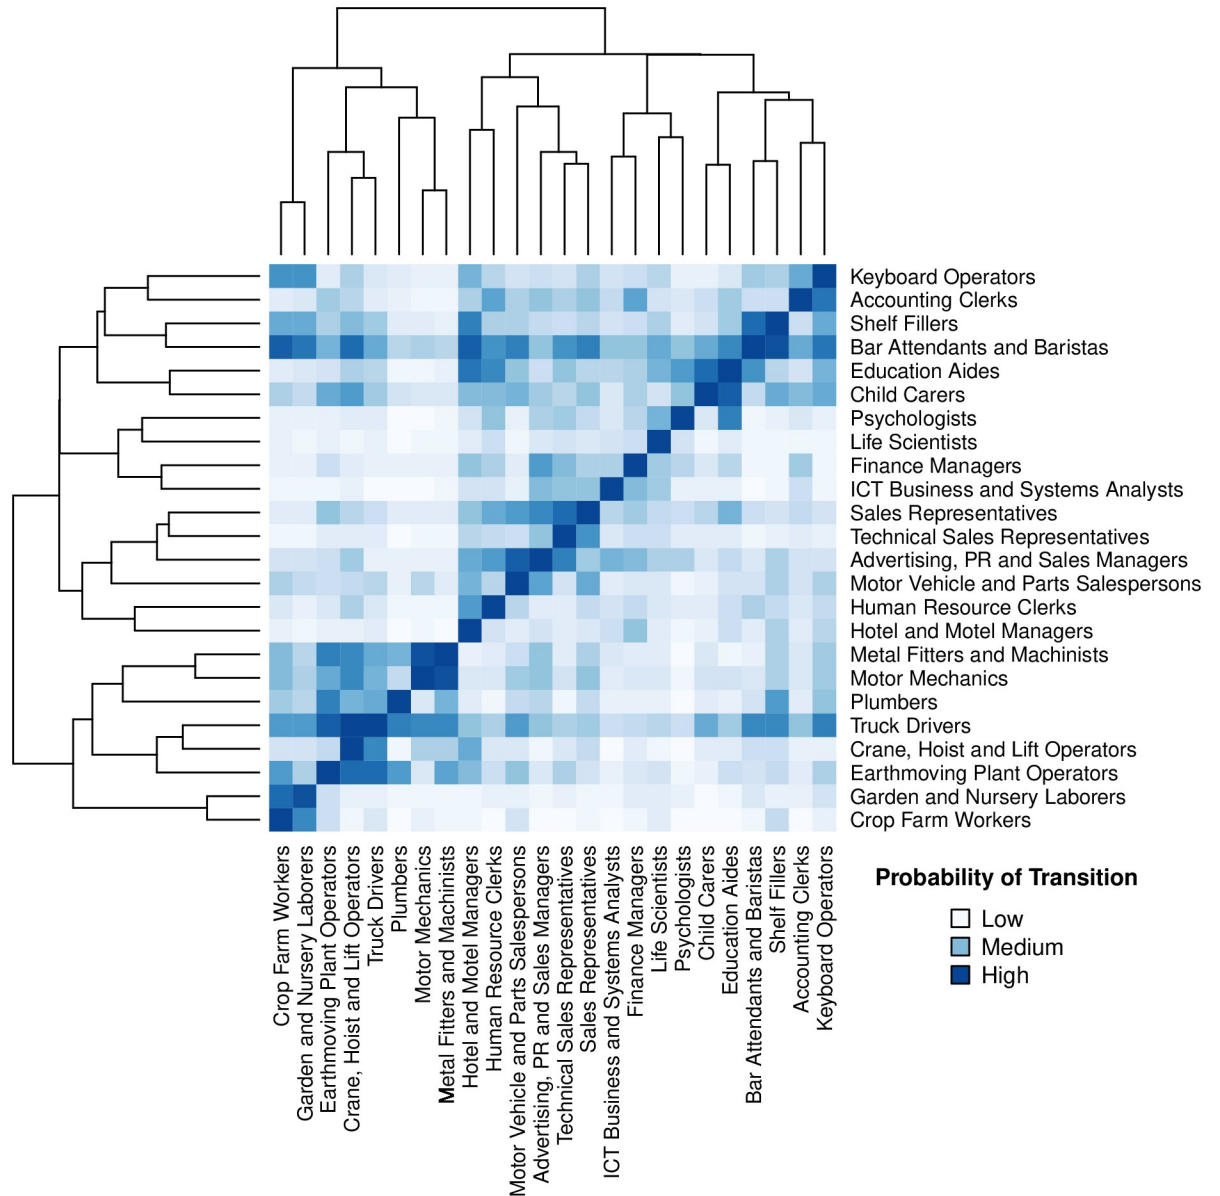 Keyboard Operators
Accounting Clerks
Shelf Fillers
Bar Attendants and Baristas
Education Aides
Child Carers
Psychologists
Life Scientists
Finance Managers
ICT Business and Systems Analysts
Sales Representatives
Technical Sales Representatives
Advertising, PR and Sales Managers
Motor Vehicle and Parts Salespersons
Human Resource Clerks
Hotel and Motel Managers
Metal Fitters and Machinists
Motor Mechanics
Plumbers
Truck Drivers
Crane, Hoist and Lift Operators
Earthmoving Plant Operators
Garden and Nursery Laborers
Crop Farm Workers
Crop Farm Workers
Garden and Nursery Laborers
Earthmoving Plant Operators
Crane, Hoist and Lift Operators
Truck Drivers
Plumbers
Motor Mechanics
Metal Fitters and Machinists
Hotel and Motel Managers
Human Resource Clerks
Motor Vehicle and Parts Salespersons
Advertising, PR and Sales Managers
Technical Sales Representatives
Sales Representatives
ICT Business and Systems Analysts
Finance Managers
Life Scientists
Psychologists
Child Carers
Education Aides
Bar Attendants and Baristas
Shelf Fillers
Accounting Clerks
Keyboard Operators
Probability of Transition
Low
Medium
High